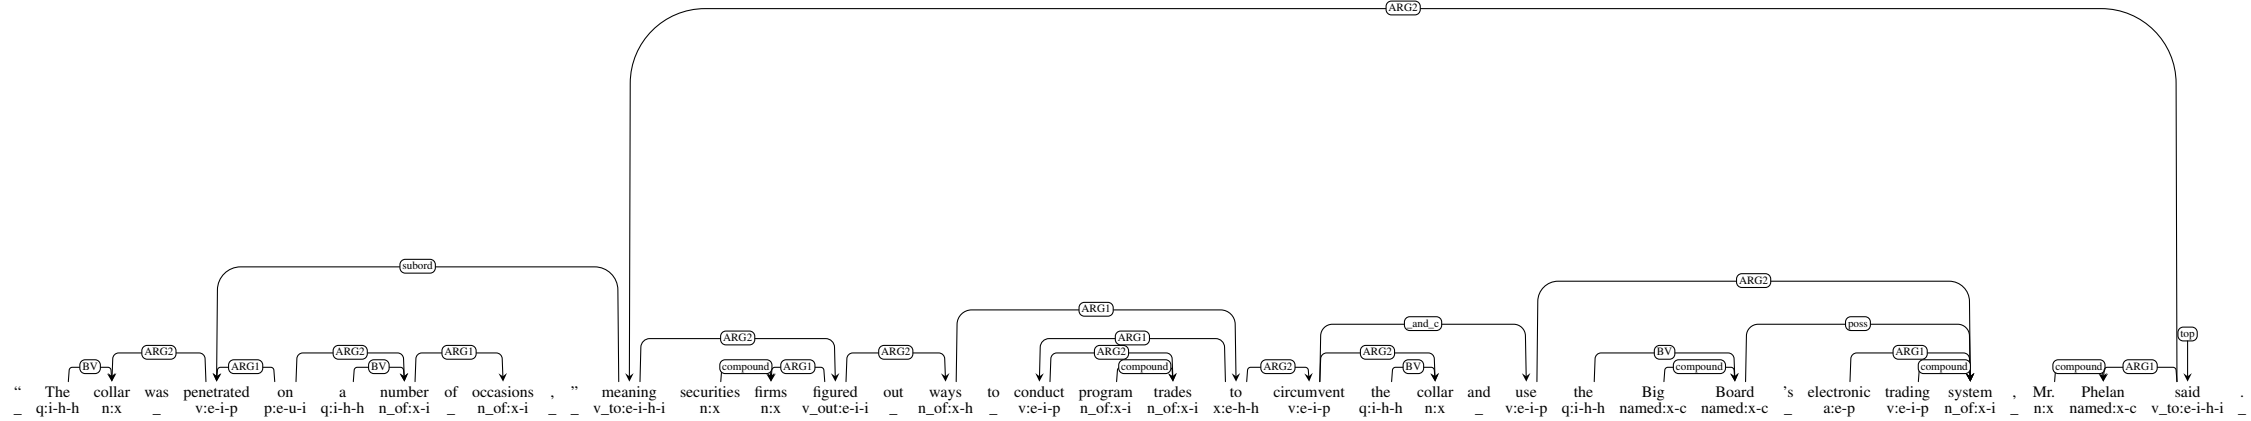 ARG2
subord
ARG2
ARG1
_and_c
poss
top
ARG2
ARG1
ARG2
ARG2
ARG1
ARG2
ARG2
ARG1
ARG2
BV
ARG1
BV
ARG1
BV
compound
ARG1
compound
ARG2
BV
compound
compound
compound
ARG1
“ The collar was penetrated on a number of occasions , ” meaning securities firms figured out ways to conduct program trades to circumvent the collar and use the Big Board 's electronic trading system , Mr. Phelan said .
_ q:i-h-h n:x _ v:e-i-p p:e-u-i q:i-h-h n_of:x-i _ n_of:x-i _ _ v_to:e-i-h-i n:x n:x v_out:e-i-i _ n_of:x-h _ v:e-i-p n_of:x-i n_of:x-i x:e-h-h v:e-i-p q:i-h-h n:x _ v:e-i-p q:i-h-h named:x-c named:x-c _ a:e-p v:e-i-p n_of:x-i _ n:x named:x-c v_to:e-i-h-i _